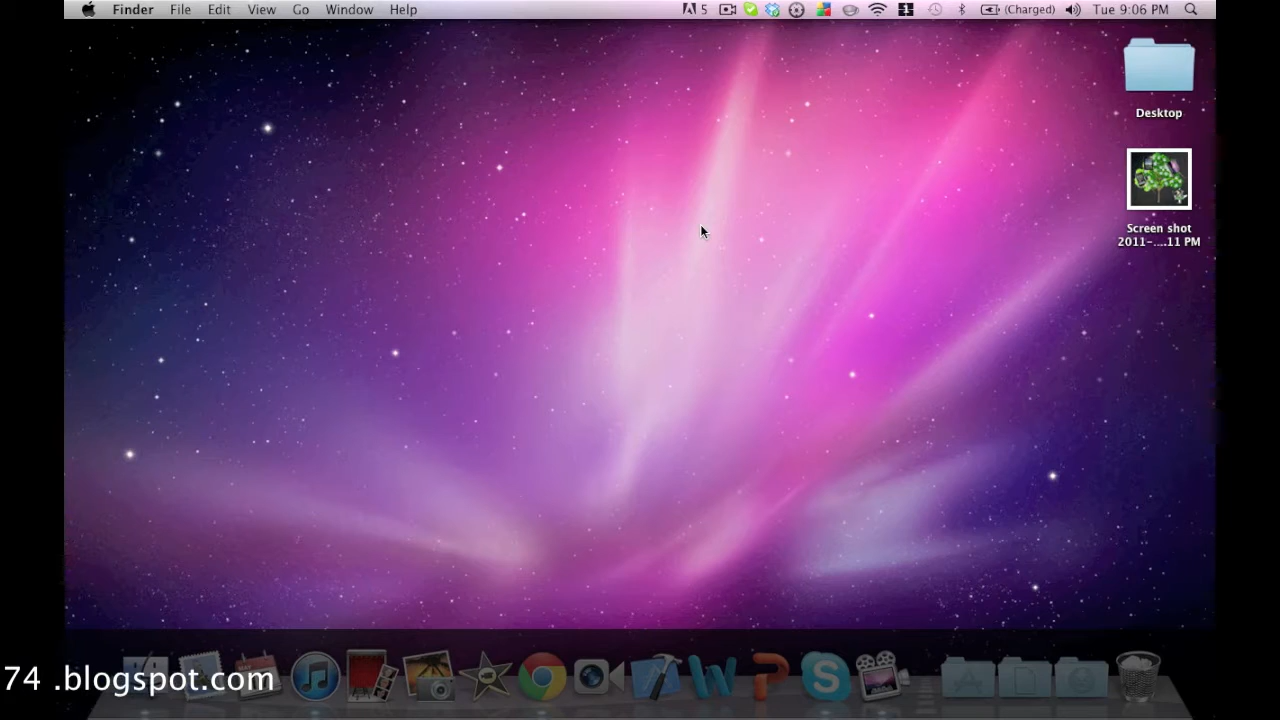 Finder File Edit View Go Window Help 5 (Charged) Tue 9:06 PM
Desktop
Screen shot
2011~....11 PM
74 .blogspot.com